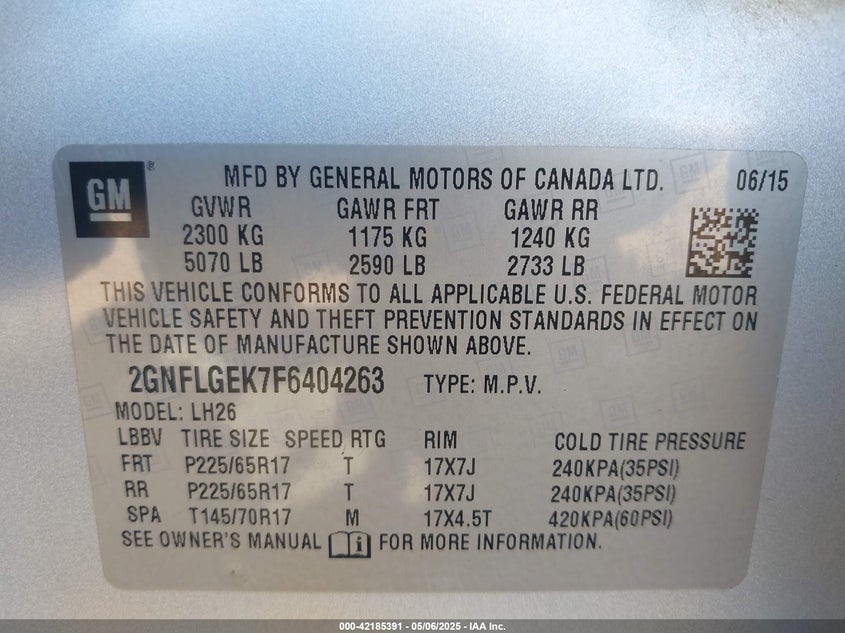 GM ® MFD BY GENERAL MOTORS OF CANADA LTD. 06/15
GVWR GAWR FRT GAWR RR
2300 KG 1175 KG 1240 KG
5070 LB 2590 LB 2733 LB
THIS VEHICLE CONFORMS TO ALL APPLICABLE U.S. FEDERAL MOTOR
VEHICLE SAFETY AND THEFT PREVENTION STANDARDS IN EFFECT ON
THE DATE OF MANUFACTURE SHOWN ABOVE.
2GNFLGEK7F6404263 TYPE: M.P.V.
MODEL: LH26
LBBV TIRE SIZE SPEED RTG RIM COLD TIRE PRESSURE
FRT P225/65R17 T 17X7J 240KPA(35PSI)
RR P225/65R17 T 17X7J 240KPA(35PSI)
SPA T145/70R17 M 17X4.5T 420KPA(60PSI)
SEE OWNER'S MANUAL i FOR MORE INFORMATION.
000-42185391 - 05/06/2025 - IAA Inc.